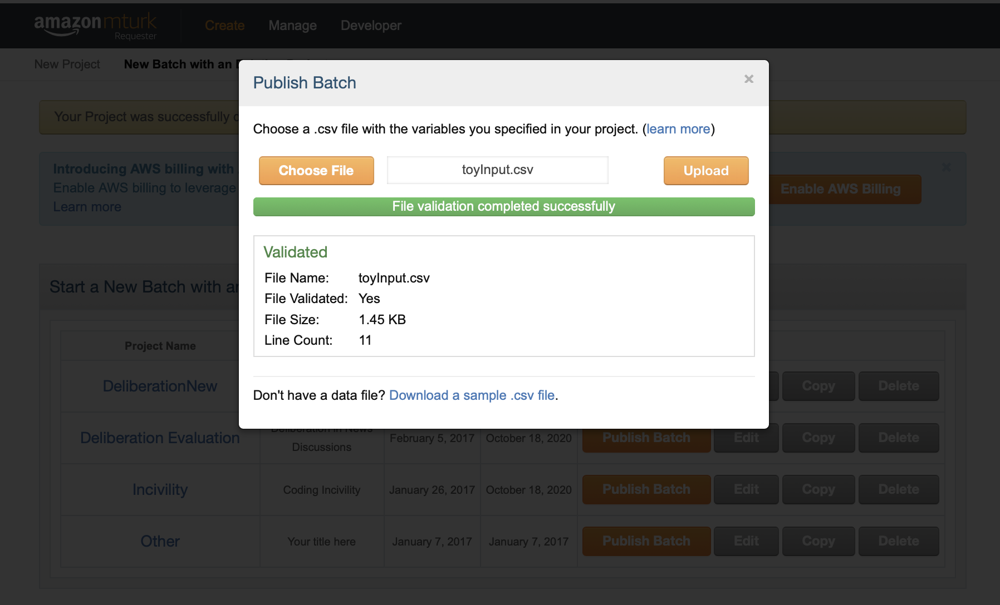 amazon mturk
Requester
Create Manage Developer
New Project New Batch with an
Publish Batch
Your Project was successfully
Choose a .csv file with the variables you specified in your project. (learn more)
Introducing AWS billing with
Enable AWS billing to leverage
Learn more
Choose File toyInput.csv Upload
Enable AWS Billing
File validation completed successfully
Validated
File Name: toyInput.csv
File Validated: Yes
File Size: 1.45 KB
Line Count: 11
Start a New Batch with
Project Name
Don't have a data file? Download a sample .csv file.
DeliberationNew Copy Delete
Deliberation in News
Deliberation Evaluation Discussions February 5, 2017 October 18, 2020 Publish Batch Edit Copy Delete
Incivility Coding Incivility January 26, 2017 October 18, 2020 Publish Batch Edit Copy Delete
Other Your title here January 7, 2017 January 7, 2017 Publish Batch Edit Copy Delete